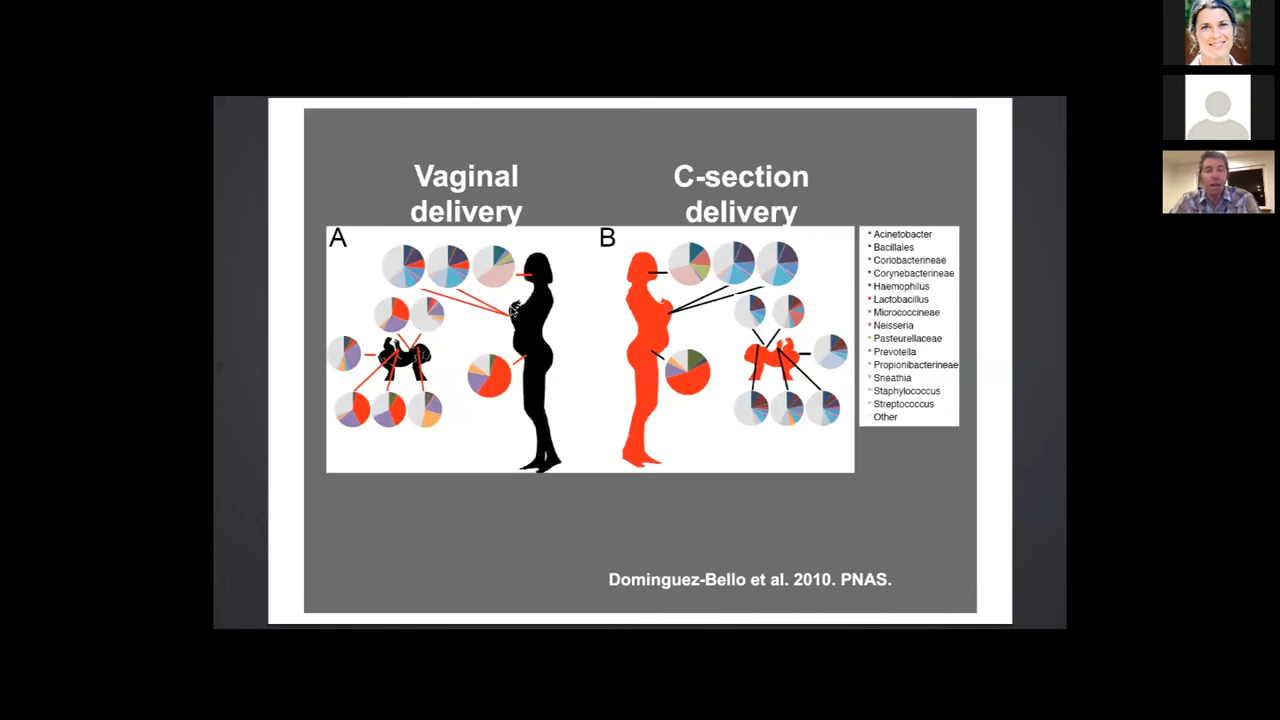 Vaginal
delivery
C-section
delivery
A
B
Acinetobacter
Bacillales
Coriobacterineae
Corynebacterineae
Haemophilus
Lactobacillus
Micrococcineae
Neisseria
Pasteurellaceae
Prevotella
Propionibacterineae
Sneathia
Staphylococcus
Streptococcus
Other
Dominguez-Bello et al. 2010. PNAS.